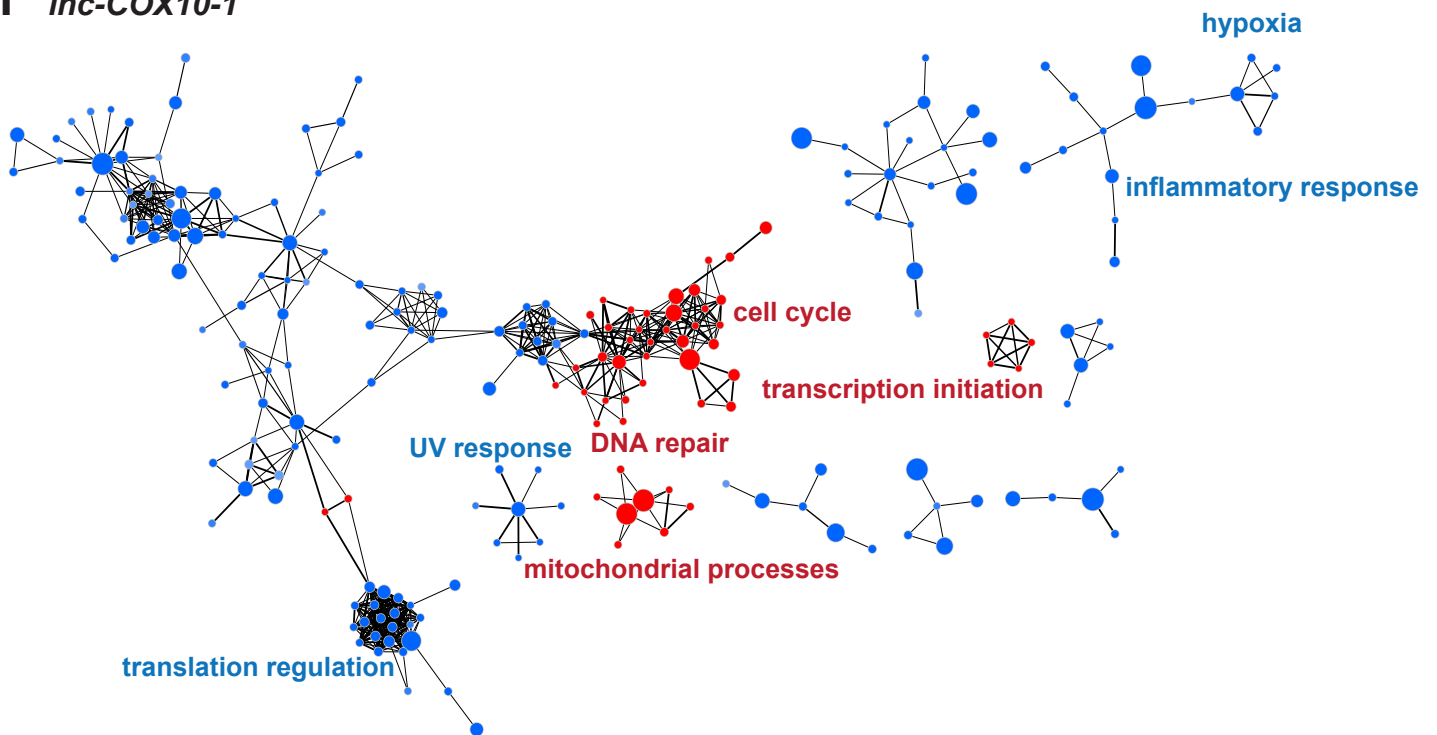 lnc-COX10-1
hypoxia
inflammatory response
cell cycle
transcription initiation
UV response
DNA repair
mitochondrial processes
translation regulation